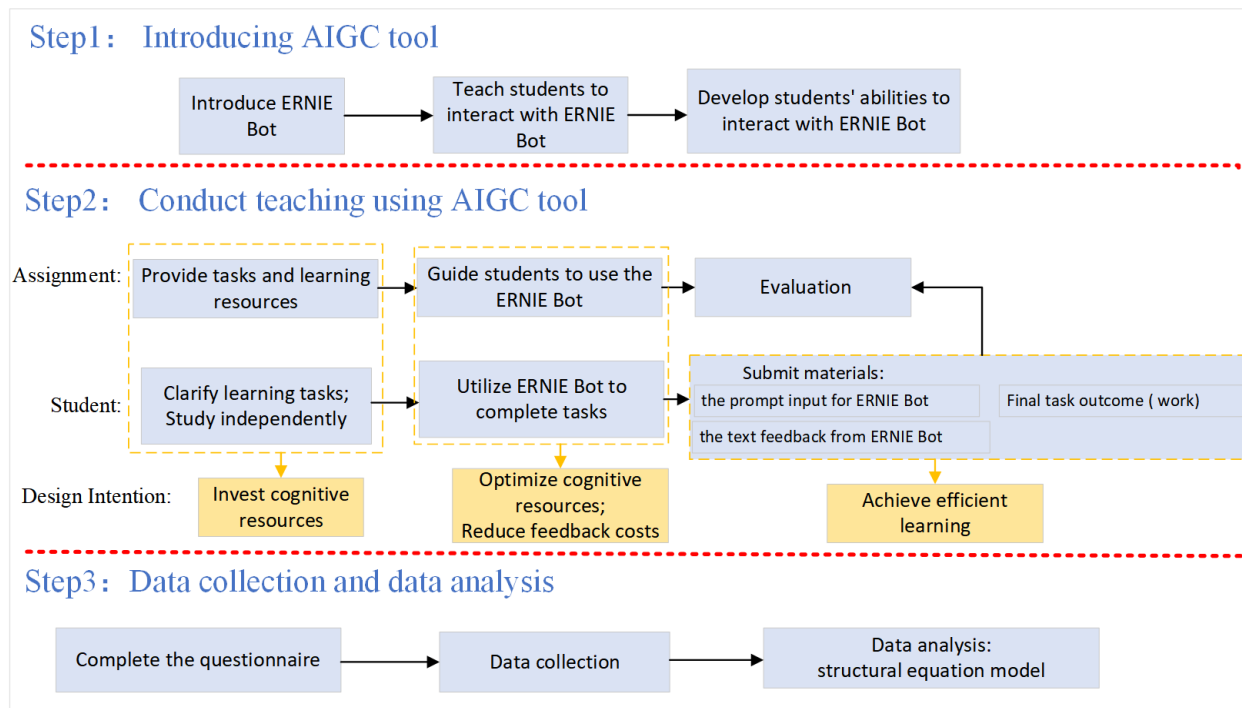 Step1： Introducing AIGC tool
Introduce ERNIE
Bot
Teach students to
interact with ERNIE
Bot
Develop students' abilities to
interact with ERNIE Bot
Step2： Conduct teaching using AIGC tool
Assignment:
Provide tasks and learning
resources
Guide students to use the
ERNIE Bot
Evaluation
Student:
Clarify learning tasks;
Study independently
Utilize ERNIE Bot to
complete tasks
Submit materials:
the prompt input for ERNIE Bot
Final task outcome ( work)
the text feedback from ERNIE Bot
Design Intention:
Invest cognitive
resources
Optimize cognitive
resources;
Reduce feedback costs
Achieve efficient
learning
Step3：Data collection and data analysis
Complete the questionnaire
Data collection
Data analysis:
structural equation model